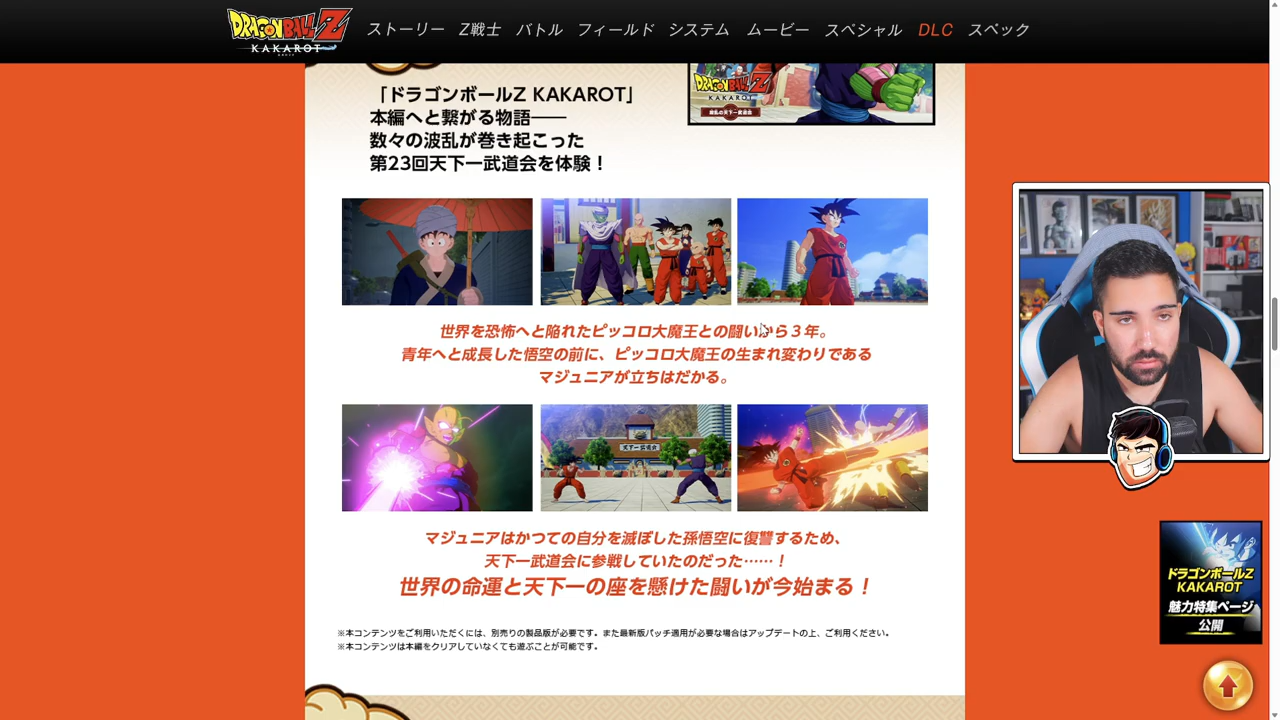 DRAGONBALL Z
KAKAROT
ストーリー Z戦士 バトル フィールド システム ムービー スペシャル DLC スペック
「ドラゴンボールZ KAKAROT」
本編へと繋がる物語――
数々の波乱が巻き起こった
第23回天下一武道会を体験！
DRAGONBALL Z
KAKAROT
世界を恐怖へと陥れたピッコロ大魔王との闘いから３年。
青年へと成長した悟空の前に、ピッコロ大魔王の生まれ変わりである
マジュニアが立ちはだかる。
天下一武道会
マジュニアはかつての自分を滅ぼした孫悟空に復讐するため、
天下一武道会に参戦していたのだった……！
世界の命運と天下一の座を懸けた闘いが今始まる！
※本コンテンツをご利用いただくには、別売りの製品版が必要です。また最新版パッチ適用が必要な場合はアップデートの上、ご利用ください。
※本コンテンツは本編をクリアしていなくても遊ぶことが可能です。
ドラゴンボールZ
KAKAROT
魅力特集ページ
公開